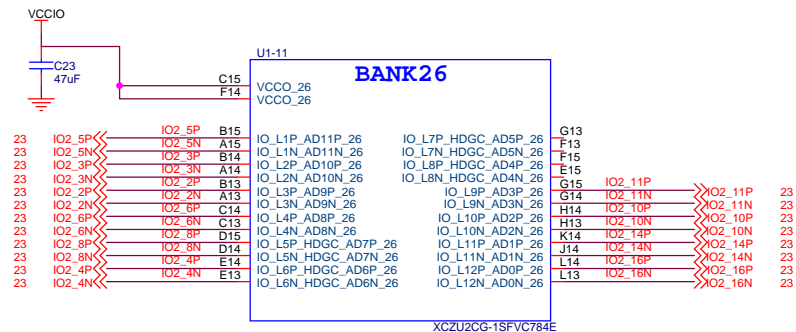 VCCIO
C23
47uF
U1-11
BANK26
C15 VCCO_26
F14 VCCO_26
23 IO2_5P IO2_5P B15 IO_L1P_AD11P_26 IO_L7P_HDGC_AD5P_26 G13
23 IO2_5N IO2_5N A15 IO_L1N_AD11N_26 IO_L7N_HDGC_AD5N_26 F13
23 IO2_3P IO2_3P B14 IO_L2P_AD10P_26 IO_L8P_HDGC_AD4P_26 F15
23 IO2_3N IO2_3N A14 IO_L2N_AD10N_26 IO_L8N_HDGC_AD4N_26 E15
23 IO2_2P IO2_2P B13 IO_L3P_AD9P_26 IO_L9P_AD3P_26 G15 IO2_11P IO2_11P 23
23 IO2_2N IO2_2N A13 IO_L3N_AD9N_26 IO_L9N_AD3N_26 G14 IO2_11N IO2_11N 23
23 IO2_6P IO2_6P C14 IO_L4P_AD8P_26 IO_L10P_AD2P_26 H14 IO2_10P IO2_10P 23
23 IO2_6N IO2_6N C13 IO_L4N_AD8N_26 IO_L10N_AD2N_26 H13 IO2_10N IO2_10N 23
23 IO2_8P IO2_8P D15 IO_L5P_HDGC_AD7P_26 IO_L11P_AD1P_26 K14 IO2_14P IO2_14P 23
23 IO2_8N IO2_8N D14 IO_L5N_HDGC_AD7N_26 IO_L11N_AD1N_26 J14 IO2_14N IO2_14N 23
23 IO2_4P IO2_4P E14 IO_L6P_HDGC_AD6P_26 IO_L12P_AD0P_26 L14 IO2_16P IO2_16P 23
23 IO2_4N IO2_4N E13 IO_L6N_HDGC_AD6N_26 IO_L12N_AD0N_26 L13 IO2_16N IO2_16N 23
XCZU2CG-1SFVC784E